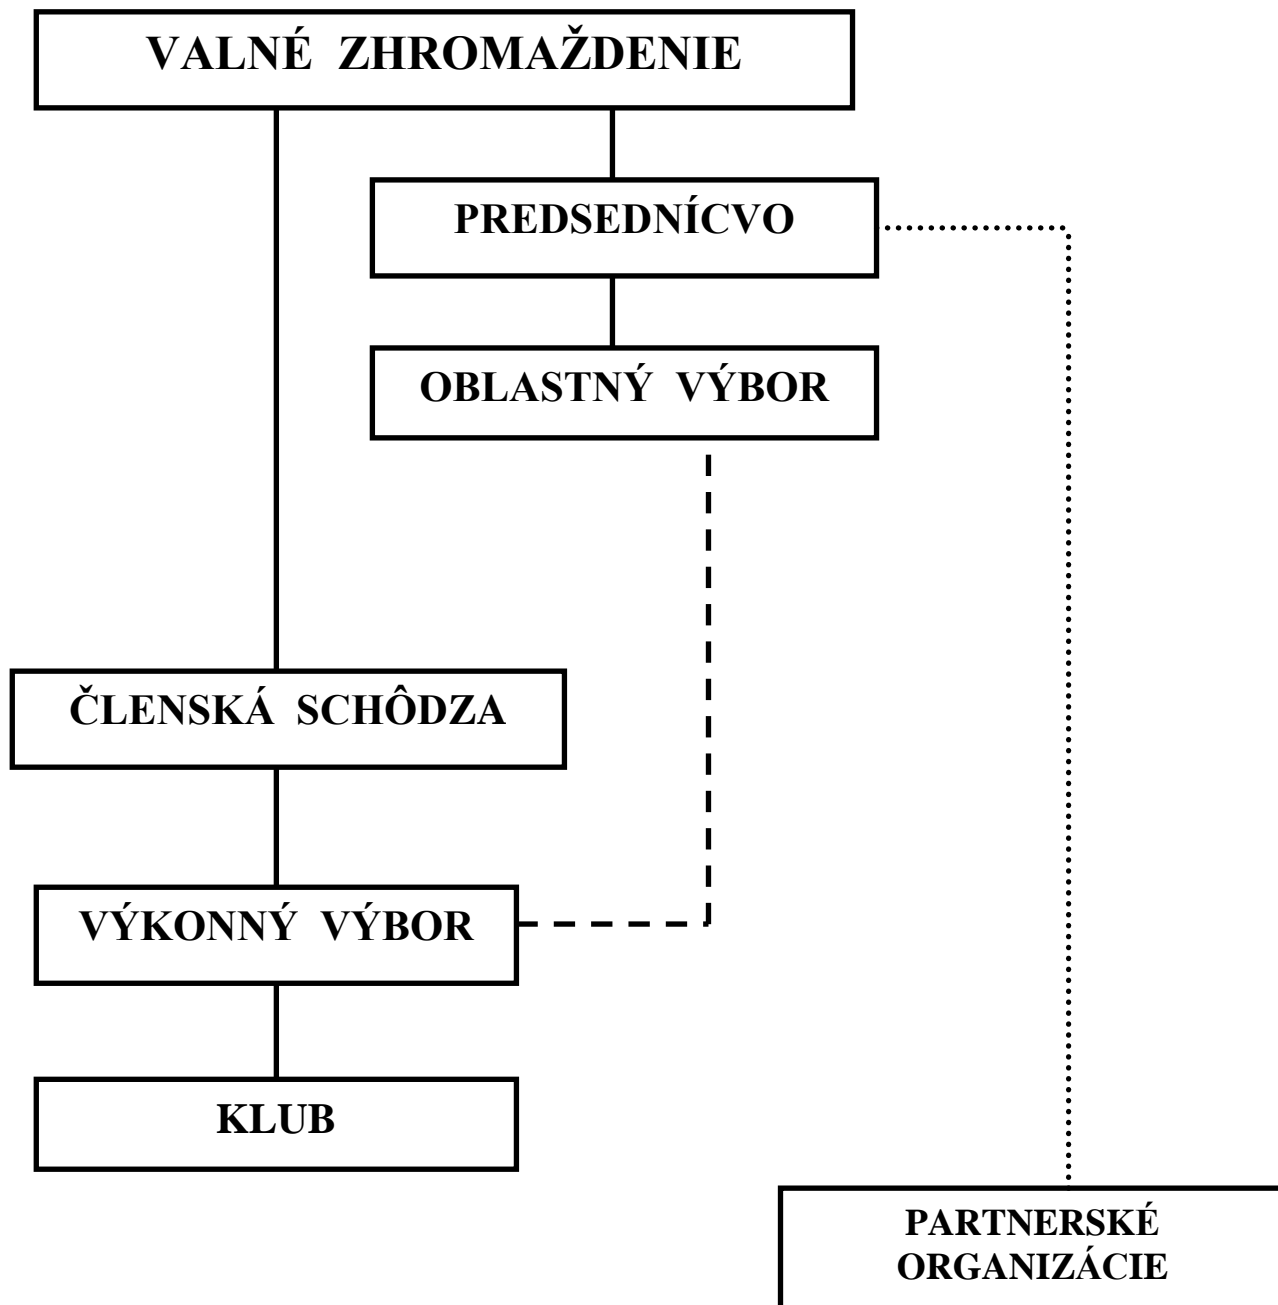 VALNÉ ZHROMAŽDENIE
PREDSEDNÍCVO
OBLASTNÝ VÝBOR
ČLENSKÁ SCHÔDZA
VÝKONNÝ VÝBOR
KLUB
PARTNERSKÉ
ORGANIZÁCIE